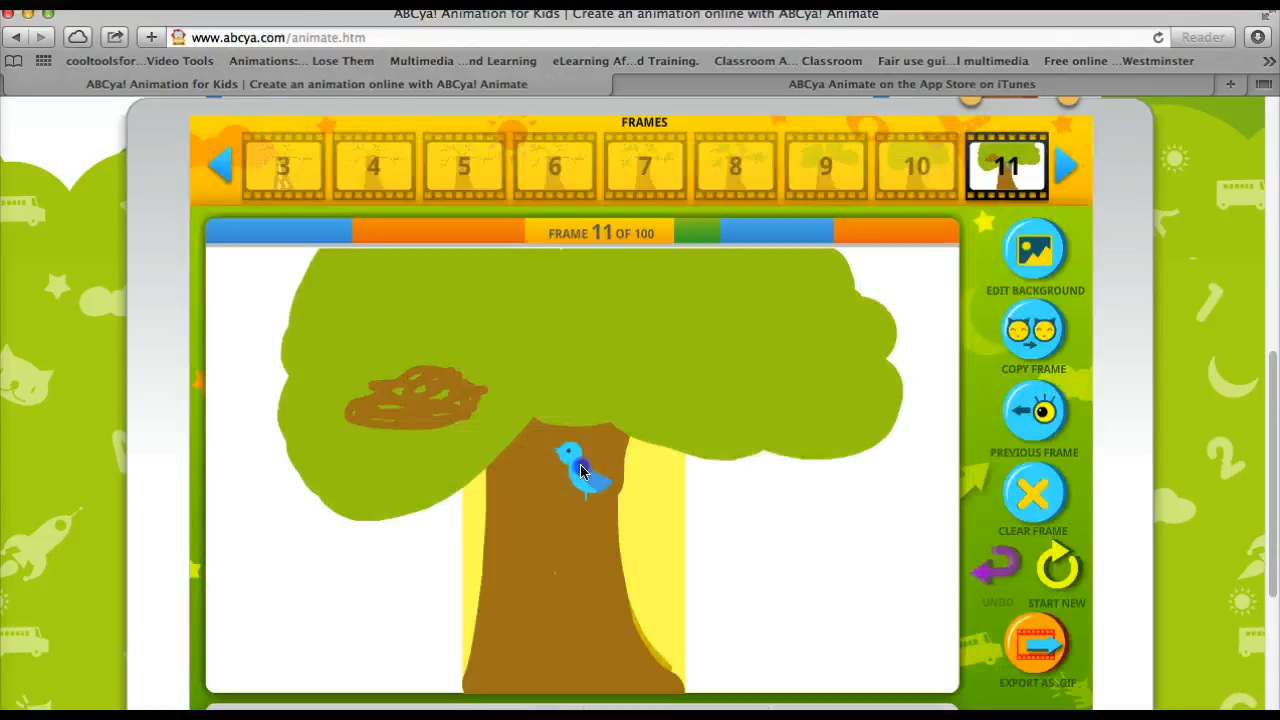 ABCya! Animation for Kids | Create an animation online with ABCya! Animate
www.abcya.com/animate.htm
Reader
cooltoolsfor...Video Tools Animations:... Lose Them Multimedia ...nd Learning eLearning Af...d Training. Classroom A... Classroom Fair use gui...l multimedia Free online ...Westminster
ABCya! Animation for Kids | Create an animation online with ABCya! Animate
ABCya Animate on the App Store on iTunes
FRAMES
3 4 5 6 7 8 9 10 11
FRAME 11 OF 100
EDIT BACKGROUND
COPY FRAME
PREVIOUS FRAME
CLEAR FRAME
UNDO START NEW
EXPORT AS .GIF
1
2